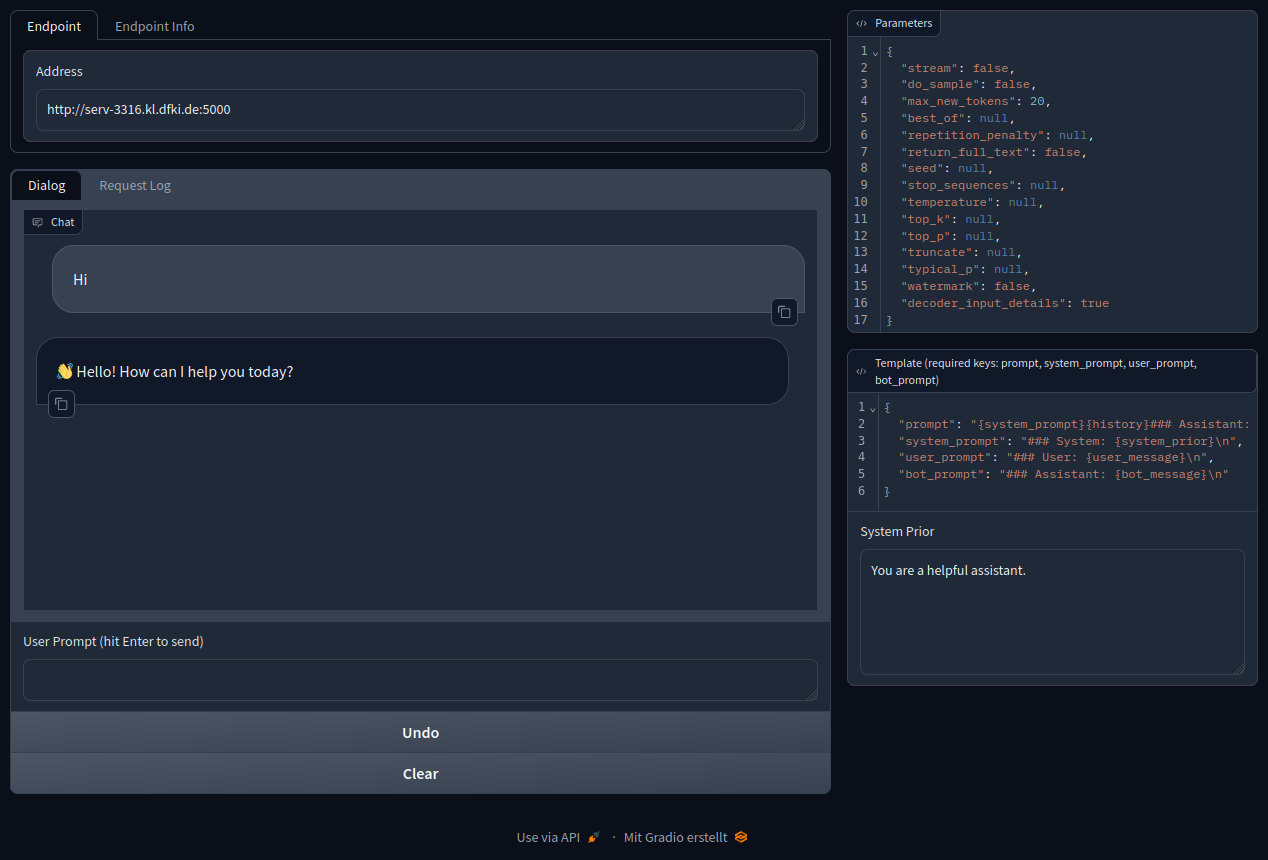 Endpoint
Endpoint Info
Address
http://serv-3316.kl.dfki.de:5000
Dialog
Request Log
Chat
Hi
👋 Hello! How can I help you today?
User Prompt (hit Enter to send)
Undo
Clear
Parameters
1 {
2 "stream": false,
3 "do_sample": false,
4 "max_new_tokens": 20,
5 "best_of": null,
6 "repetition_penalty": null,
7 "return_full_text": false,
8 "seed": null,
9 "stop_sequences": null,
10 "temperature": null,
11 "top_k": null,
12 "top_p": null,
13 "truncate": null,
14 "typical_p": null,
15 "watermark": false,
16 "decoder_input_details": true
17 }
Template (required keys: prompt, system_prompt, user_prompt,
bot_prompt)
1 {
2 "prompt": "{system_prompt}{history}### Assistant:
3 "system_prompt": "### System: {system_prior}\n",
4 "user_prompt": "### User: {user_message}\n",
5 "bot_prompt": "### Assistant: {bot_message}\n"
6 }
System Prior
You are a helpful assistant.
Use via API · Mit Gradio erstellt